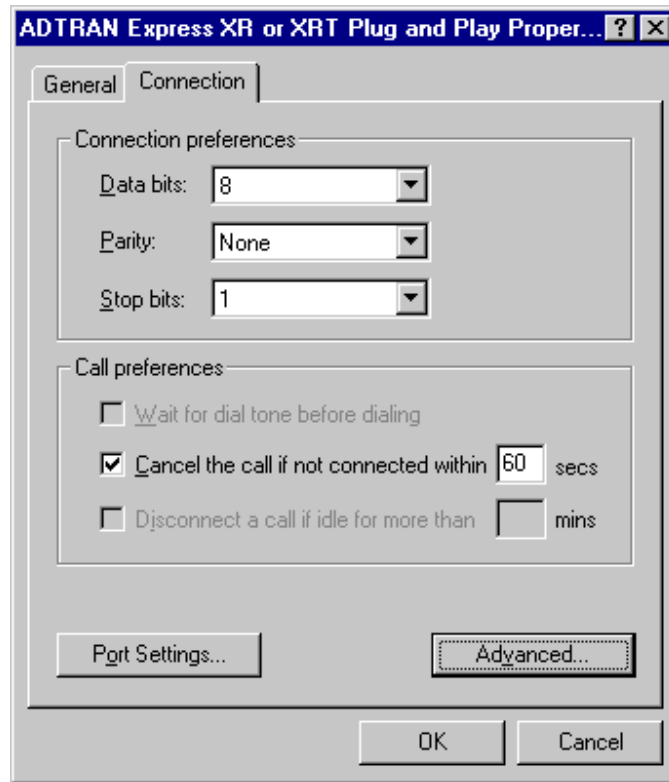 ADTRAN Express XR or XRT Plug and Play Proper... ? X
General Connection
Connection preferences
Data bits: 8
Parity: None
Stop bits: 1
Call preferences
Wait for dial tone before dialing
Cancel the call if not connected within 60 secs
Disconnect a call if idle for more than mins
Port Settings... Advanced...
OK Cancel